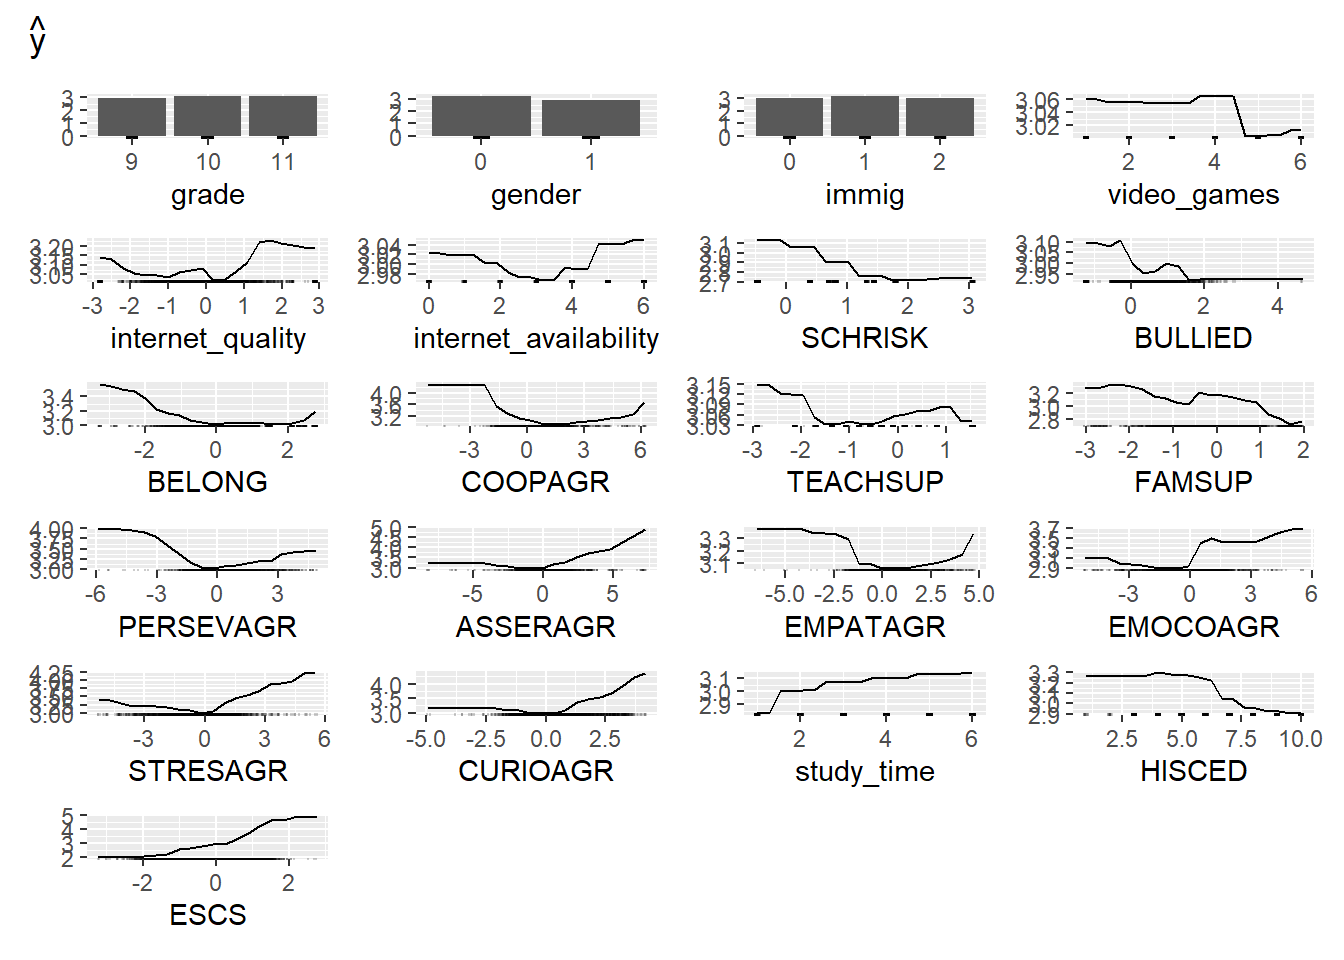 ŷ
3
2
1
0
9 10 11
grade
3
2
1
0
0 1
gender
3
2
1
0
0 1 2
immig
3.06
3.04
3.02
2 4 6
video_games
3.20
3.15
3.10
3.05
-3 -2 -1 0 1 2 3
internet_quality
3.04
3.02
3.00
2.98
0 2 4 6
internet_availability
3.1
3.0
2.9
2.8
2.7
0 1 2 3
SCHRISK
3.10
3.05
3.00
2.95
0 2 4
BULLIED
3.4
3.2
3.0
-2 0 2
BELONG
4.0
3.6
3.2
-3 0 3 6
COOPAGR
3.15
3.12
3.09
3.06
3.03
-3 -2 -1 0 1
TEACHSUP
3.2
3.0
2.8
-3 -2 -1 0 1 2
FAMSUP
4.00
3.75
3.50
3.25
3.00
-6 -3 0 3
PERSEVAGR
5.0
4.5
4.0
3.5
3.0
-5 0 5
ASSERAGR
3.3
3.2
3.1
-5.0 -2.5 0.0 2.5 5.0
EMPATAGR
3.7
3.5
3.3
3.1
2.9
-3 0 3 6
EMOCOAGR
4.25
4.00
3.75
3.50
3.25
3.00
-3 0 3 6
STRESAGR
4.0
3.5
3.0
-5.0 -2.5 0.0 2.5
CURIOAGR
3.1
3.0
2.9
2 4 6
study_time
3.3
3.2
3.1
3.0
2.9
2.5 5.0 7.5 10.0
HISCED
5
4
3
2
-2 0 2
ESCS